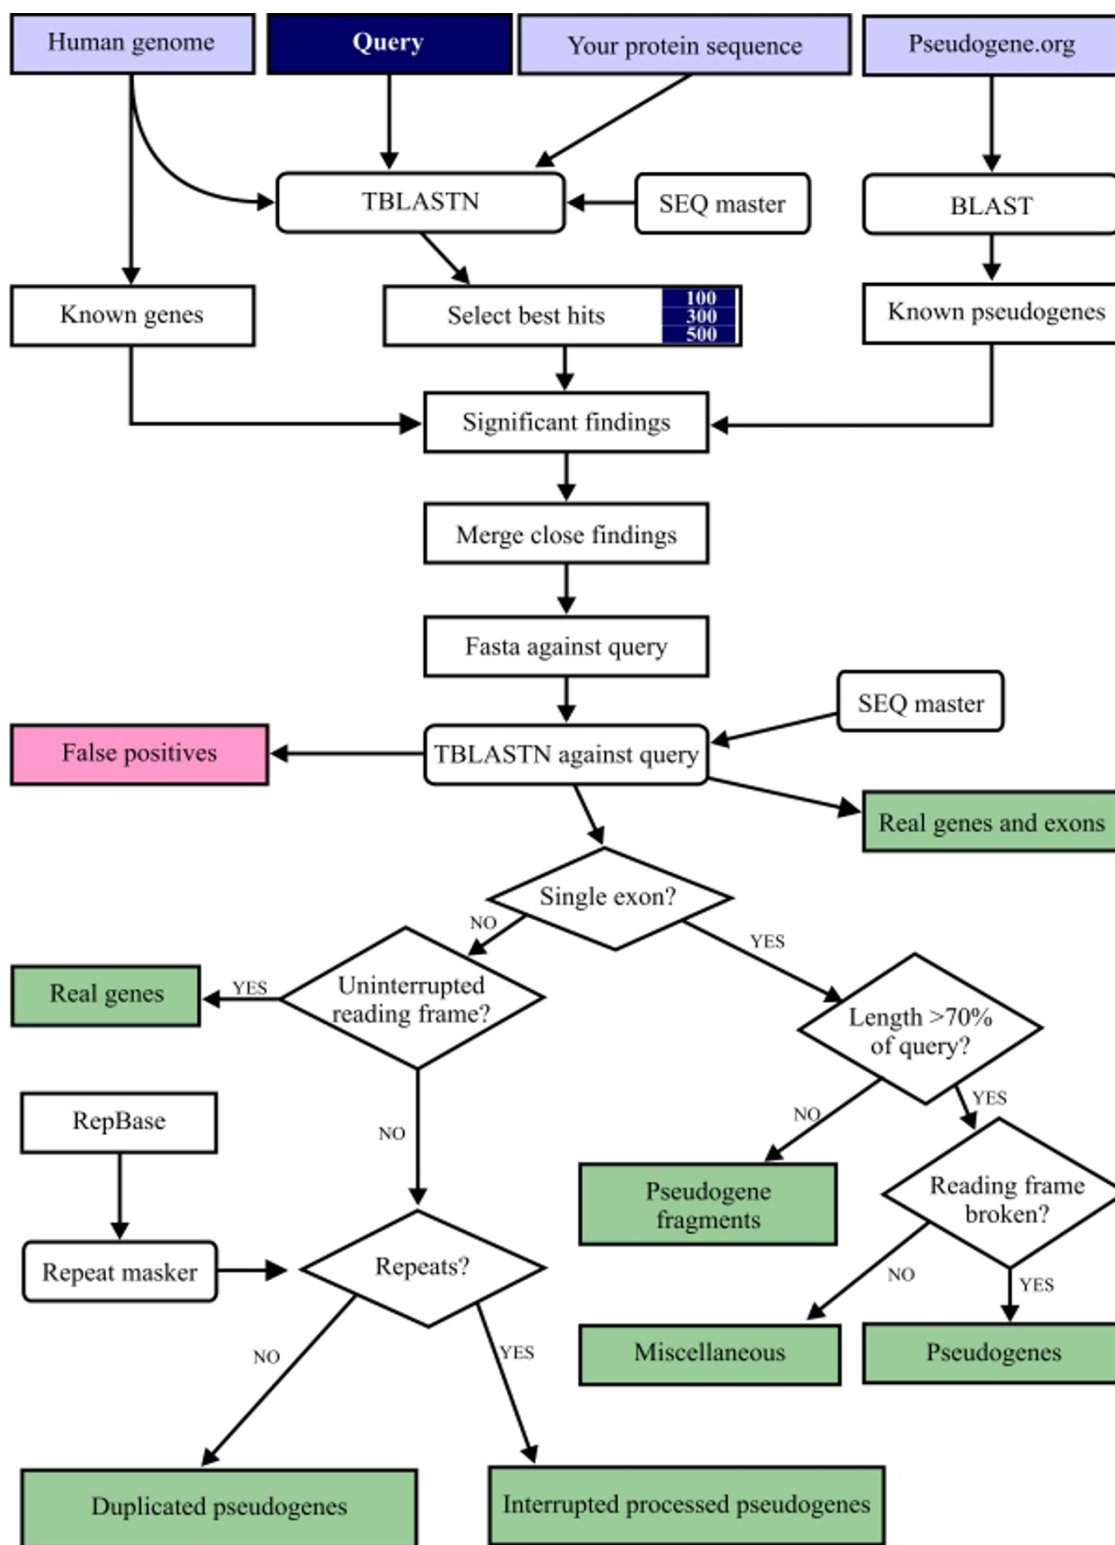 Human genome
Query
Your protein sequence
Pseudogene.org
TBLASTN
SEQ master
BLAST
Known genes
Select best hits
100
300
500
Known pseudogenes
Significant findings
Merge close findings
Fasta against query
SEQ master
False positives
TBLASTN against query
Real genes and exons
Single exon?
NO
YES
Real genes
YES
Uninterrupted
reading frame?
Length >70%
of query?
NO
YES
RepBase
NO
Pseudogene
fragments
Reading frame
broken?
Repeat masker
Repeats?
NO
YES
NO
YES
Miscellaneous
Pseudogenes
Duplicated pseudogenes
Interrupted processed pseudogenes